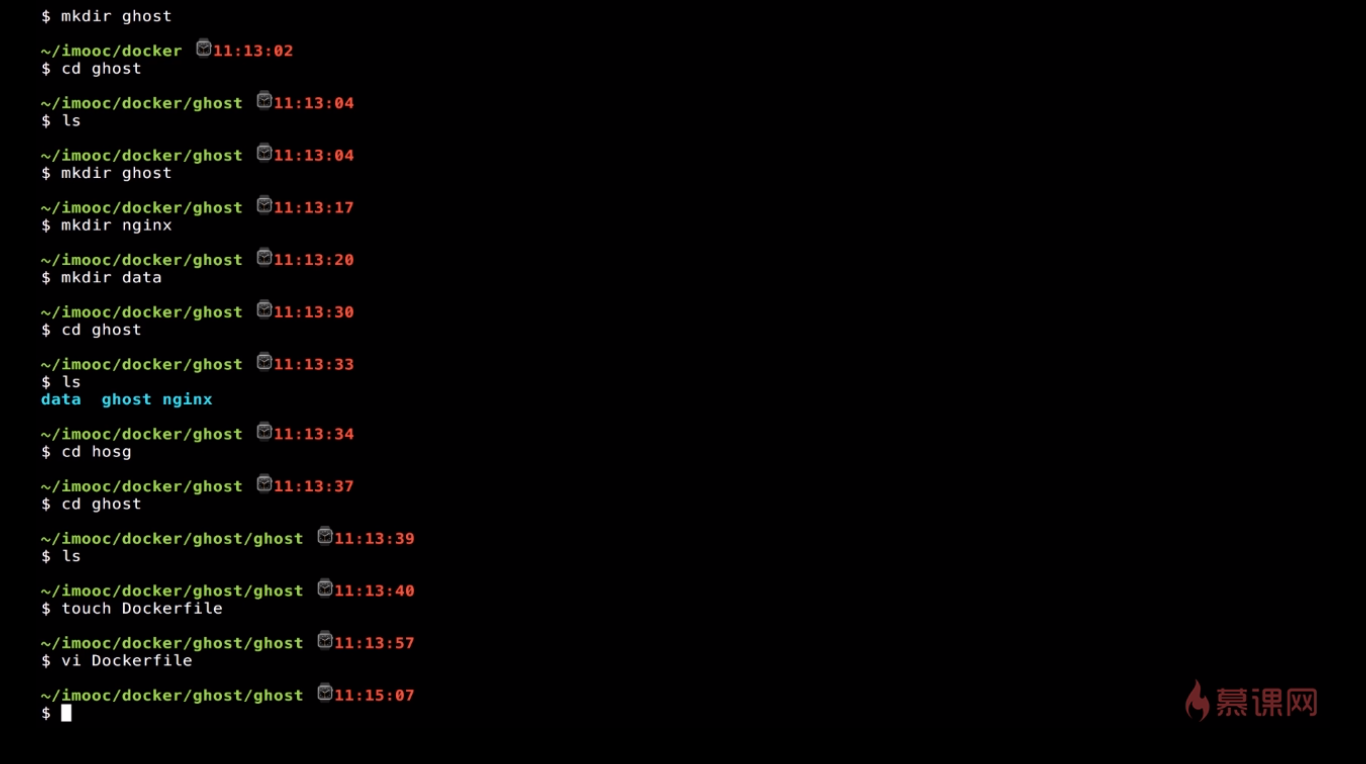 $ mkdir ghost
~/imooc/docker 11:13:02
$ cd ghost
~/imooc/docker/ghost 11:13:04
$ ls
~/imooc/docker/ghost 11:13:04
$ mkdir ghost
~/imooc/docker/ghost 11:13:17
$ mkdir nginx
~/imooc/docker/ghost 11:13:20
$ mkdir data
~/imooc/docker/ghost 11:13:30
$ cd ghost
~/imooc/docker/ghost 11:13:33
$ ls
data ghost nginx
~/imooc/docker/ghost 11:13:34
$ cd hosg
~/imooc/docker/ghost 11:13:37
$ cd ghost
~/imooc/docker/ghost/ghost 11:13:39
$ ls
~/imooc/docker/ghost/ghost 11:13:40
$ touch Dockerfile
~/imooc/docker/ghost/ghost 11:13:57
$ vi Dockerfile
~/imooc/docker/ghost/ghost 11:15:07
$
慕课网